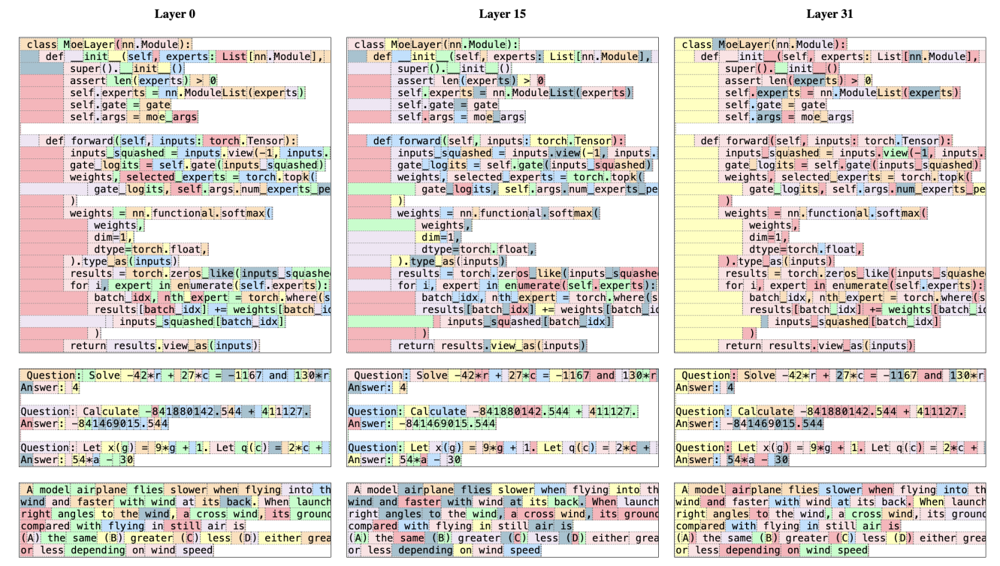 Layer 0
class MoeLayer(nn.Module):
def __init__(self, experts: List[nn.Module],
super().__init__()
assert len(experts) > 0
self.experts = nn.ModuleList(experts)
self.gate = gate
self.args = moe_args
def forward(self, inputs: torch.Tensor):
inputs_squashed = inputs.view(-1, inputs.
gate_logits = self.gate(inputs_squashed)
weights, selected_experts = torch.topk(
gate_logits, self.args.num_experts_pe
)
weights = nn.functional.softmax(
weights,
dim=1,
dtype=torch.float,
).type_as(inputs)
results = torch.zeros_like(inputs_squashe
for i, expert in enumerate(self.experts):
batch_idx, nth_expert = torch.where(s
results[batch_idx] += weights[batch_id
inputs_squashed[batch_idx]
)
return results.view_as(inputs)
Question: Solve -42*r + 27*c = -1167 and 130*r
Answer: 4
Question: Calculate -841880142.544 + 411127.
Answer: -841469015.544
Question: Let x(g) = 9*g + 1. Let q(c) = 2*c +
Answer: 54*a - 30
A model airplane flies slower when flying into th
wind and faster with wind at its back. When launch
right angles to the wind, a cross wind, its ground
compared with flying in still air is
(A) the same (B) greater (C) less (D) either grea
or less depending on wind speed
Layer 15
class MoeLayer(nn.Module):
def __init__(self, experts: List[nn.Module],
super().__init__()
assert len(experts) > 0
self.experts = nn.ModuleList(experts)
self.gate = gate
self.args = moe_args
def forward(self, inputs: torch.Tensor):
inputs_squashed = inputs.view(-1, inputs.
gate_logits = self.gate(inputs_squashed)
weights, selected_experts = torch.topk(
gate_logits, self.args.num_experts_pe
)
weights = nn.functional.softmax(
weights,
dim=1,
dtype=torch.float,
).type_as(inputs)
results = torch.zeros_like(inputs_squashe
for i, expert in enumerate(self.experts):
batch_idx, nth_expert = torch.where(s
results[batch_idx] += weights[batch_id
inputs_squashed[batch_idx]
)
return results.view_as(inputs)
Question: Solve -42*r + 27*c = -1167 and 130*r
Answer: 4
Question: Calculate -841880142.544 + 411127.
Answer: -841469015.544
Question: Let x(g) = 9*g + 1. Let q(c) = 2*c +
Answer: 54*a - 30
A model airplane flies slower when flying into th
wind and faster with wind at its back. When launch
right angles to the wind, a cross wind, its ground
compared with flying in still air is
(A) the same (B) greater (C) less (D) either grea
or less depending on wind speed
Layer 31
class MoeLayer(nn.Module):
def __init__(self, experts: List[nn.Module],
super().__init__()
assert len(experts) > 0
self.experts = nn.ModuleList(experts)
self.gate = gate
self.args = moe_args
def forward(self, inputs: torch.Tensor):
inputs_squashed = inputs.view(-1, inputs.
gate_logits = self.gate(inputs_squashed)
weights, selected_experts = torch.topk(
gate_logits, self.args.num_experts_pe
)
weights = nn.functional.softmax(
weights,
dim=1,
dtype=torch.float,
).type_as(inputs)
results = torch.zeros_like(inputs_squashe
for i, expert in enumerate(self.experts):
batch_idx, nth_expert = torch.where(s
results[batch_idx] += weights[batch_id
inputs_squashed[batch_idx]
)
return results.view_as(inputs)
Question: Solve -42*r + 27*c = -1167 and 130*r
Answer: 4
Question: Calculate -841880142.544 + 411127.
Answer: -841469015.544
Question: Let x(g) = 9*g + 1. Let q(c) = 2*c +
Answer: 54*a - 30
A model airplane flies slower when flying into th
wind and faster with wind at its back. When launch
right angles to the wind, a cross wind, its ground
compared with flying in still air is
(A) the same (B) greater (C) less (D) either grea
or less depending on wind speed